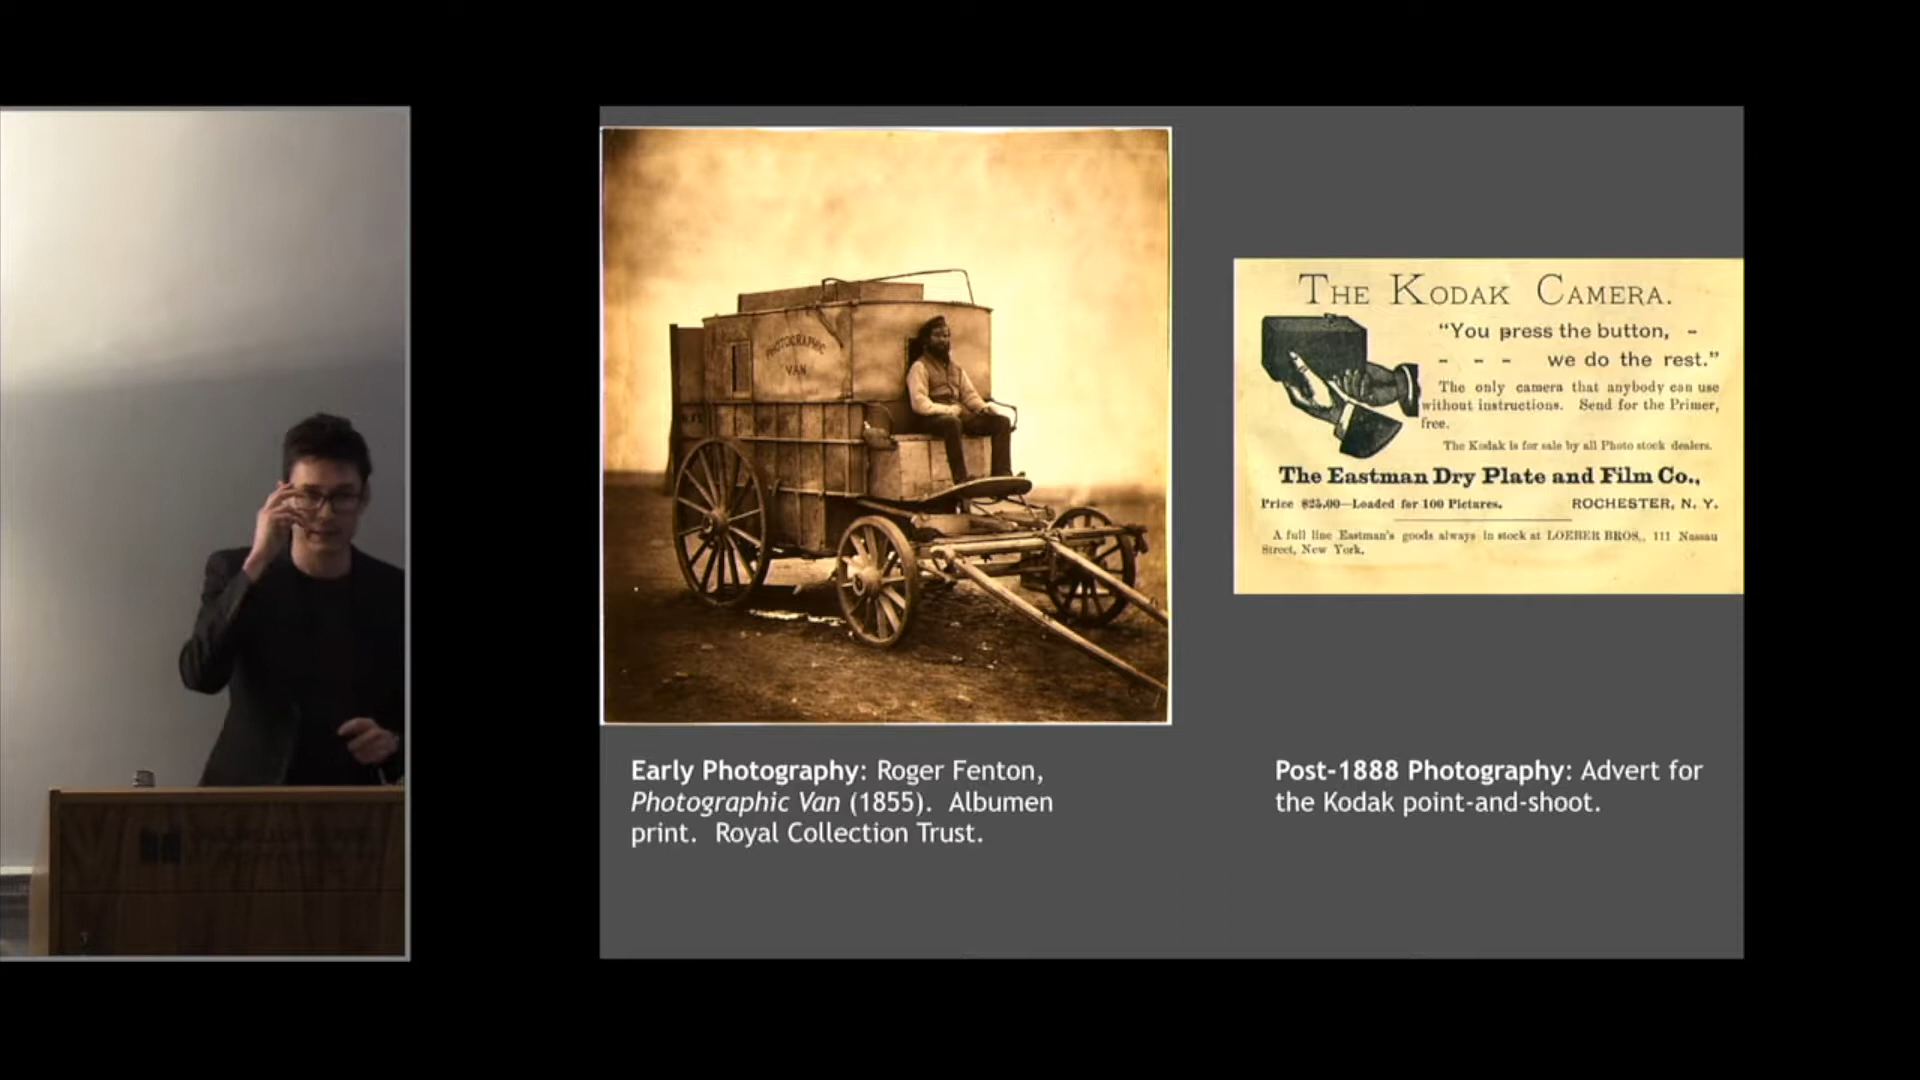 PHOTOGRAPHIC
VAN
THE KODAK CAMERA.
"You press the button, -
- - - we do the rest."
The only camera that anybody can use
without instructions. Send for the Primer,
free.
The Kodak is for sale by all Photo stock dealers.
The Eastman Dry Plate and Film Co.,
Price $25.00—Loaded for 100 Pictures. ROCHESTER, N. Y.
A full line Eastman's goods always in stock at LOEBER BROS., 111 Nassau
Street, New York.
Early Photography: Roger Fenton,
Photographic Van (1855). Albumen
print. Royal Collection Trust.
Post-1888 Photography: Advert for
the Kodak point-and-shoot.